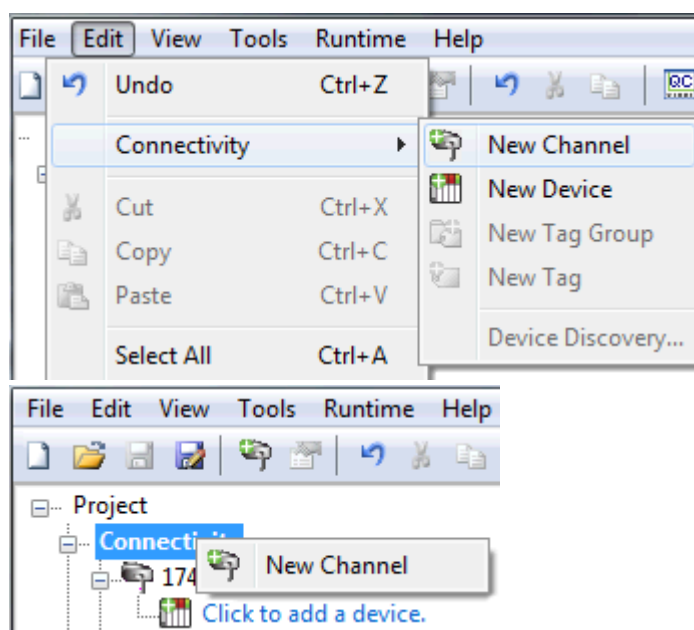 File Edit View Tools Runtime Help
Undo Ctrl+Z
QC
Connectivity
New Channel
New Device
New Tag Group
New Tag
Device Discovery...
Cut Ctrl+X
Copy Ctrl+C
Paste Ctrl+V
Select All Ctrl+A
File Edit View Tools Runtime Help
Project
Connectivity
New Channel
174
Click to add a device.